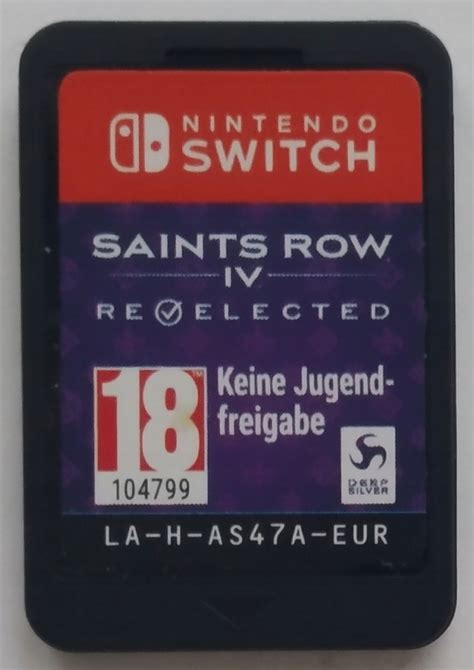 NINTENDO
SWITCH
SAINTS ROW
IV
RE ELECTED
18
104799
Keine Jugend-
freigabe
DEEP
SILVER
LA-H-AS47A-EUR